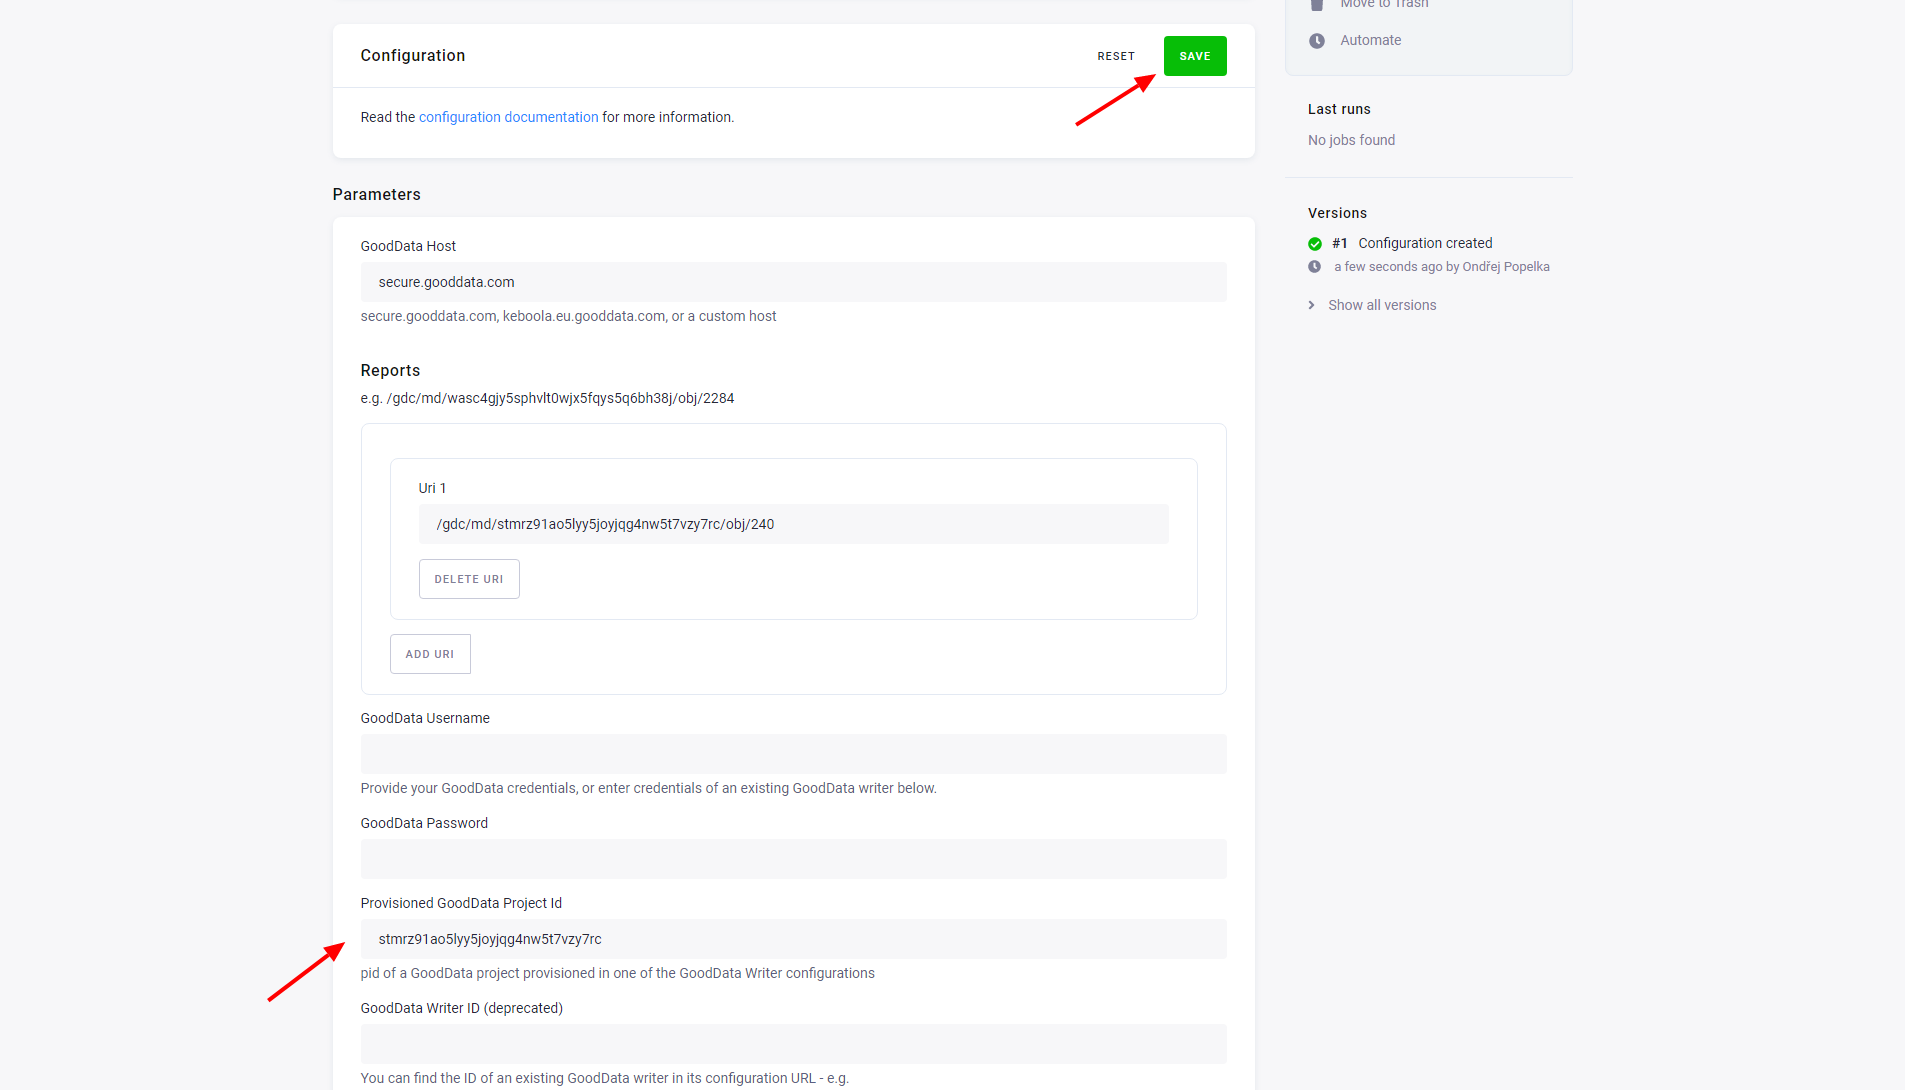 Configuration
RESET
SAVE
Read the configuration documentation for more information.
Parameters
GoodData Host
secure.gooddata.com
secure.gooddata.com, keboola.eu.gooddata.com, or a custom host
Reports
e.g. /gdc/md/wasc4gjy5sphvlt0wjx5fqys5q6bh38j/obj/2284
Uri 1
/gdc/md/stmrz91ao5lyy5joyjqg4nw5t7vzy7rc/obj/240
DELETE URI
ADD URI
GoodData Username
Provide your GoodData credentials, or enter credentials of an existing GoodData writer below.
GoodData Password
Provisioned GoodData Project Id
stmrz91ao5lyy5joyjqg4nw5t7vzy7rc
pid of a GoodData project provisioned in one of the GoodData Writer configurations
GoodData Writer ID (deprecated)
You can find the ID of an existing GoodData writer in its configuration URL - e.g.
Move to Trash
Automate
Last runs
No jobs found
Versions
#1 Configuration created
a few seconds ago by Ondřej Popelka
Show all versions